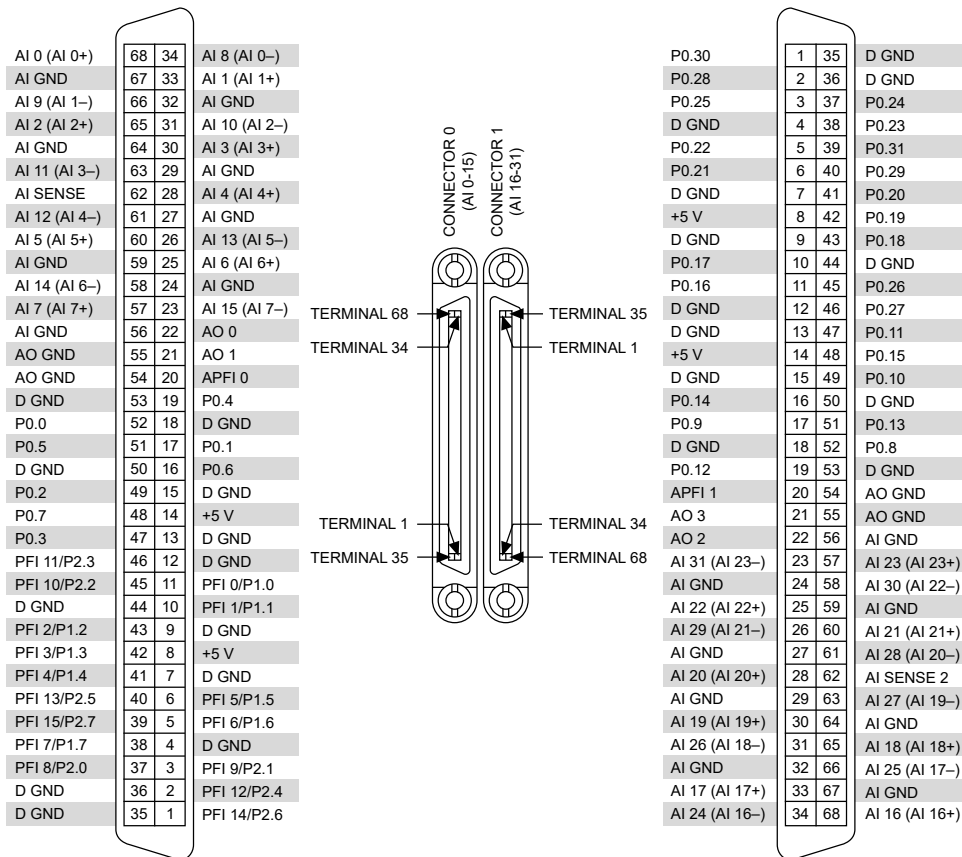 AI 0 (AI 0+) 68 34 AI 8 (AI 0–)
AI GND 67 33 AI 1 (AI 1+)
AI 9 (AI 1–) 66 32 AI GND
AI 2 (AI 2+) 65 31 AI 10 (AI 2–)
AI GND 64 30 AI 3 (AI 3+)
AI 11 (AI 3–) 63 29 AI GND
AI SENSE 62 28 AI 4 (AI 4+)
AI 12 (AI 4–) 61 27 AI GND
AI 5 (AI 5+) 60 26 AI 13 (AI 5–)
AI GND 59 25 AI 6 (AI 6+)
AI 14 (AI 6–) 58 24 AI GND
AI 7 (AI 7+) 57 23 AI 15 (AI 7–)
AI GND 56 22 AO 0
AO GND 55 21 AO 1
AO GND 54 20 APFI 0
D GND 53 19 P0.4
P0.0 52 18 D GND
P0.5 51 17 P0.1
D GND 50 16 P0.6
P0.2 49 15 D GND
P0.7 48 14 +5 V
P0.3 47 13 D GND
PFI 11/P2.3 46 12 D GND
PFI 10/P2.2 45 11 PFI 0/P1.0
D GND 44 10 PFI 1/P1.1
PFI 2/P1.2 43 9 D GND
PFI 3/P1.3 42 8 +5 V
PFI 4/P1.4 41 7 D GND
PFI 13/P2.5 40 6 PFI 5/P1.5
PFI 15/P2.7 39 5 PFI 6/P1.6
PFI 7/P1.7 38 4 D GND
PFI 8/P2.0 37 3 PFI 9/P2.1
D GND 36 2 PFI 12/P2.4
D GND 35 1 PFI 14/P2.6
CONNECTOR 0
(AI 0-15)
CONNECTOR 1
(AI 16-31)
TERMINAL 68
TERMINAL 34
TERMINAL 35
TERMINAL 1
TERMINAL 1
TERMINAL 35
TERMINAL 34
TERMINAL 68
P0.30 1 35 D GND
P0.28 2 36 D GND
P0.25 3 37 P0.24
D GND 4 38 P0.23
P0.22 5 39 P0.31
P0.21 6 40 P0.29
D GND 7 41 P0.20
+5 V 8 42 P0.19
D GND 9 43 P0.18
P0.17 10 44 D GND
P0.16 11 45 P0.26
D GND 12 46 P0.27
D GND 13 47 P0.11
+5 V 14 48 P0.15
D GND 15 49 P0.10
P0.14 16 50 D GND
P0.9 17 51 P0.13
D GND 18 52 P0.8
P0.12 19 53 D GND
APFI 1 20 54 AO GND
AO 3 21 55 AO GND
AO 2 22 56 AI GND
AI 31 (AI 23–) 23 57 AI 23 (AI 23+)
AI GND 24 58 AI 30 (AI 22–)
AI 22 (AI 22+) 25 59 AI GND
AI 29 (AI 21–) 26 60 AI 21 (AI 21+)
AI GND 27 61 AI 28 (AI 20–)
AI 20 (AI 20+) 28 62 AI SENSE 2
AI GND 29 63 AI 27 (AI 19–)
AI 19 (AI 19+) 30 64 AI GND
AI 26 (AI 18–) 31 65 AI 18 (AI 18+)
AI GND 32 66 AI 25 (AI 17–)
AI 17 (AI 17+) 33 67 AI GND
AI 24 (AI 16–) 34 68 AI 16 (AI 16+)